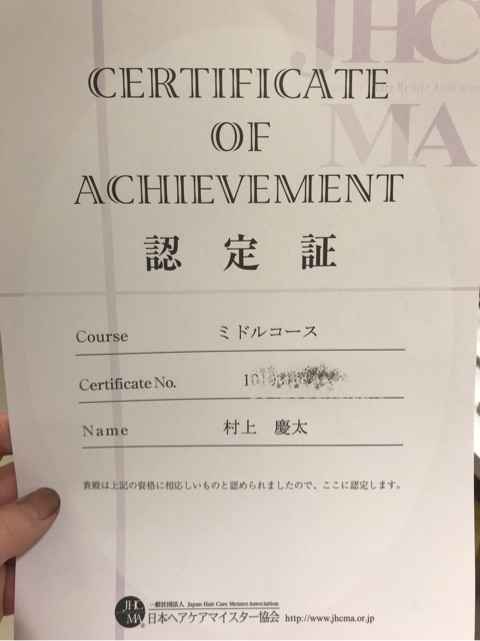 JHC
MA
CERTIFICATE
OF
ACHIEVEMENT
認 定 証
Course ミドルコース
Certificate No.
Name 村上 慶太
貴殿は上記の資格に相応しいものと認められましたので、ここに認定します。
JHC
MA
一般社団法人 Japan Hair Care Meister Association
日本ヘアケアマイスター協会 http://www.jhcma.or.jp